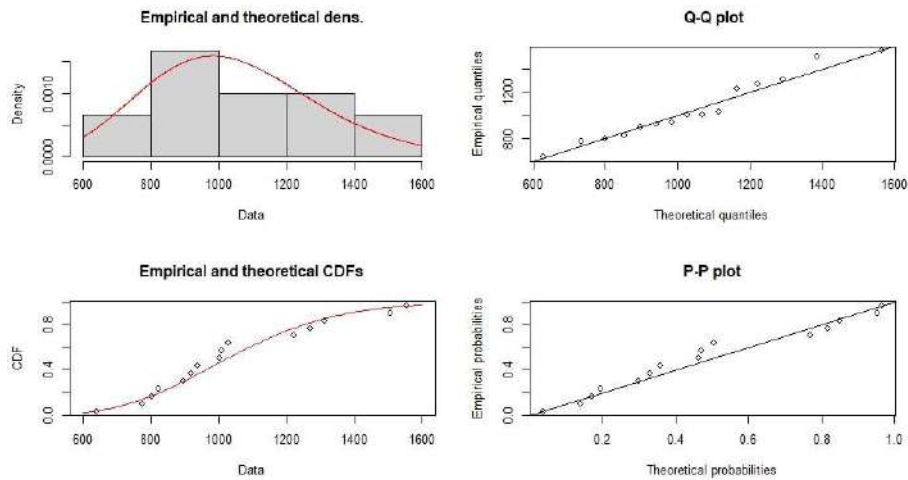 Empirical and theoretical dens.
Density
0.0000
0.0010
600
800
1000
1200
1400
1600
Data
Q-Q plot
Empirical quantiles
800
1200
600
800
1000
1200
1400
1600
Theoretical quantiles
Empirical and theoretical CDFs
CDF
0.0
0.4
0.8
600
800
1000
1200
1400
1600
Data
P-P plot
Empirical probabilities
0.0
0.4
0.8
0.2
0.4
0.6
0.8
1.0
Theoretical probabilities